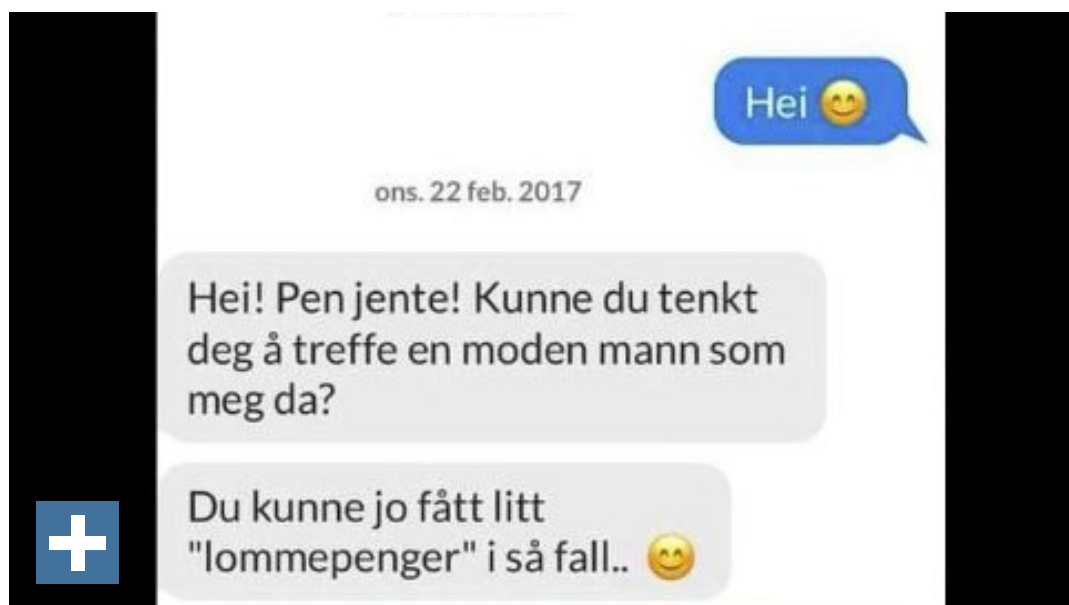 Hei! 😊
ons. 22 feb. 2017
Hei! Pen jente! Kunne du tenkt
deg å treffe en moden mann som
meg da?
Du kunne jo fått litt
"lommepenger" i så fall.. 😊